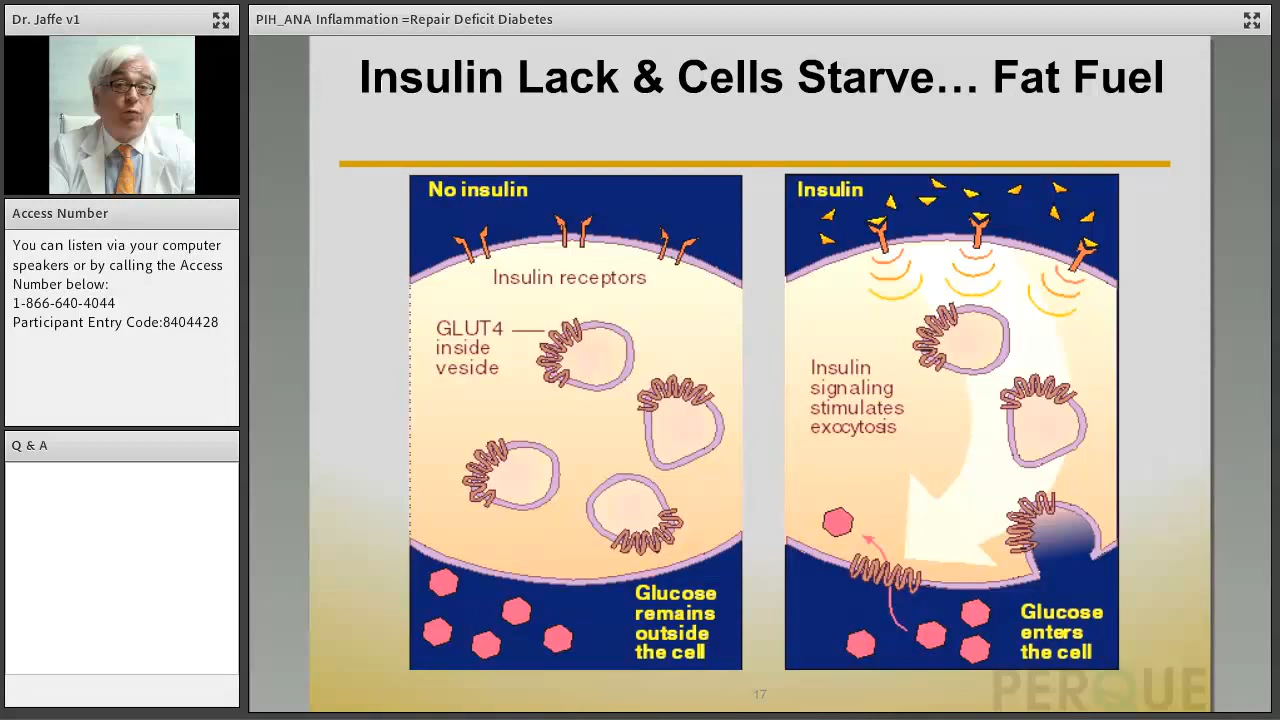 Dr. Jaffe v1
PIH_ANA Inflammation =Repair Deficit Diabetes
Access Number
You can listen via your computer
speakers or by calling the Access
Number below:
1-866-640-4044
Participant Entry Code:8404428
Q & A
Insulin Lack & Cells Starve… Fat Fuel
No insulin
Insulin receptors
GLUT4
inside
veside
Glucose
remains
outside
the cell
Insulin
Insulin
signaling
stimulates
exocytosis
Glucose
enters
the cell
17
PERQUE